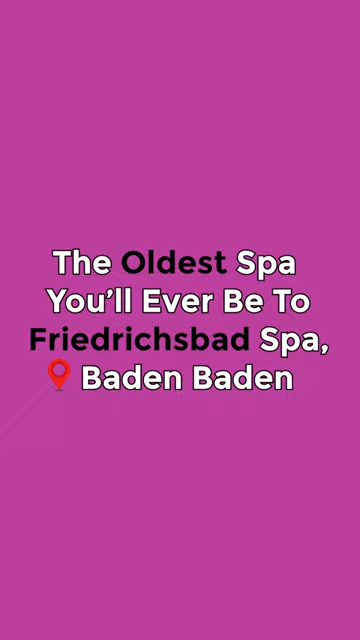 The Oldest Spa
You'll Ever Be To
Friedrichsbad Spa,
📍 Baden Baden